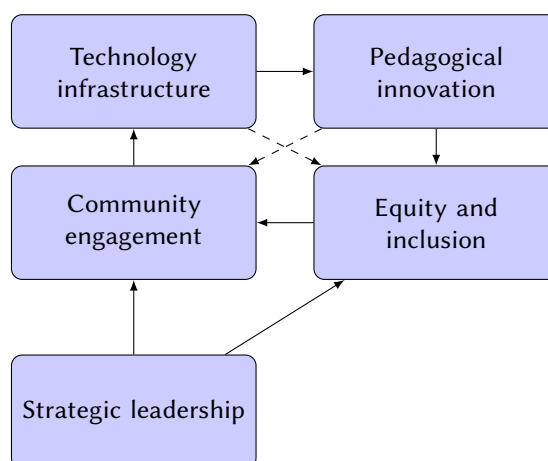 Technology
infrastructure
Pedagogical
innovation
Community
engagement
Equity and
inclusion
Strategic leadership